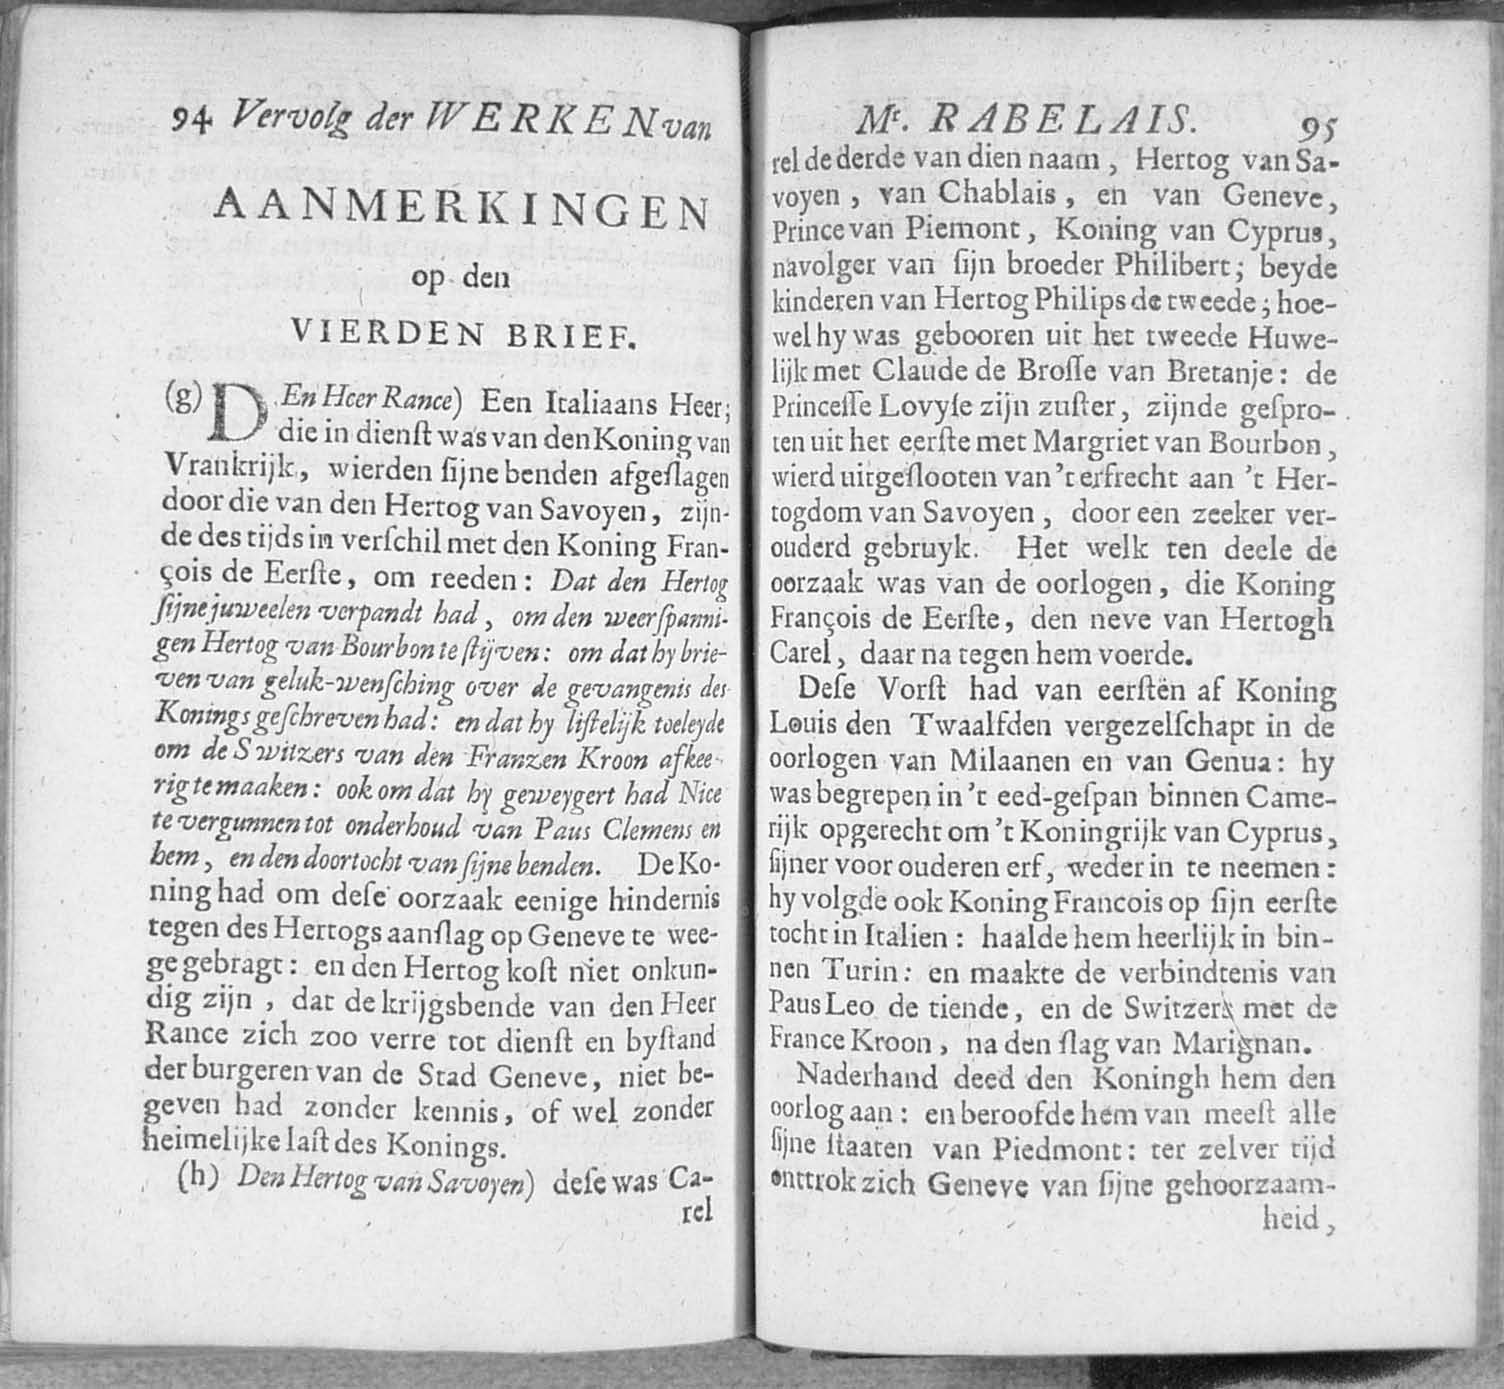 94 Vervolg der WERKEN van
AANMERKINGEN
op den
VIERDEN BRIEF.
(g) DEn Heer Rance) Een Italiaans Heer;
die in dienſt was van den Koning van
Vrankrijk, wierden ſijne benden afgeſlagen
door die van den Hertog van Savoyen, zijn-
de des tijds in verſchil met den Koning Fran-
çois de Eerſte, om reeden: Dat den Hertog
ſijne juweelen verpandt had, om den weerſpanni-
gen Hertog van Bourbon te ſtijven: om dat hy brie-
ven van geluk-wenſching over de gevangenis des
Konings geſchreven had: en dat hy liſtelijk toeleyde
om de Switzers van den Franzen Kroon afkee-
rig te maaken: ook om dat hy geweygert had Nice
te vergunnen tot onderhoud van Paus Clemens en
hem, en den doortocht van ſijne benden. De Ko-
ning had om deſe oorzaak eenige hindernis
tegen des Hertogs aanſlag op Geneve te wee-
ge gebragt: en den Hertog koſt niet onkun-
dig zijn, dat de krijgsbende van den Heer
Rance zich zoo verre tot dienſt en byſtand
der burgeren van de Stad Geneve, niet be-
geven had zonder kennis, of wel zonder
heimelijke laſt des Konings.
(h) Den Hertog van Savoyen) deſe was Ca-
rel
Mr. RABELAIS. 95
rel de derde van dien naam, Hertog van Sa-
voyen, van Chablais, en van Geneve,
Prince van Piemont, Koning van Cyprus,
navolger van ſijn broeder Philibert; beyde
kinderen van Hertog Philips de tweede; hoe-
wel hy was gebooren uit het tweede Huwe-
lijk met Claude de Broſſe van Bretanje: de
Princeſſe Lovyſe zijn zuſter, zijnde geſpro-
ten uit het eerſte met Margriet van Bourbon,
wierd uitgeſlooten van 't erfrecht aan 't Her-
togdom van Savoyen, door een zeeker ver-
ouderd gebruyk. Het welk ten deele de
oorzaak was van de oorlogen, die Koning
François de Eerſte, den neve van Hertogh
Carel, daar na tegen hem voerde.
Deſe Vorſt had van eerſten af Koning
Louis den Twaalfden vergezelſchapt in de
oorlogen van Milaanen en van Genua: hy
was begrepen in 't eed-geſpan binnen Came-
rijk opgerecht om 't Koningrijk van Cyprus,
ſijner voor ouderen erf, weder in te neemen:
hy volgde ook Koning Francois op ſijn eerſte
tocht in Italien: haalde hem heerlijk in bin-
nen Turin: en maakte de verbindtenis van
Paus Leo de tiende, en de Switzers met de
France Kroon, na den ſlag van Marignan.
Naderhand deed den Koningh hem den
oorlog aan: en beroofde hem van meeſt alle
ſijne ſtaaten van Piedmont: ter zelver tijd
onttrok zich Geneve van ſijne gehoorzaam-
heid,